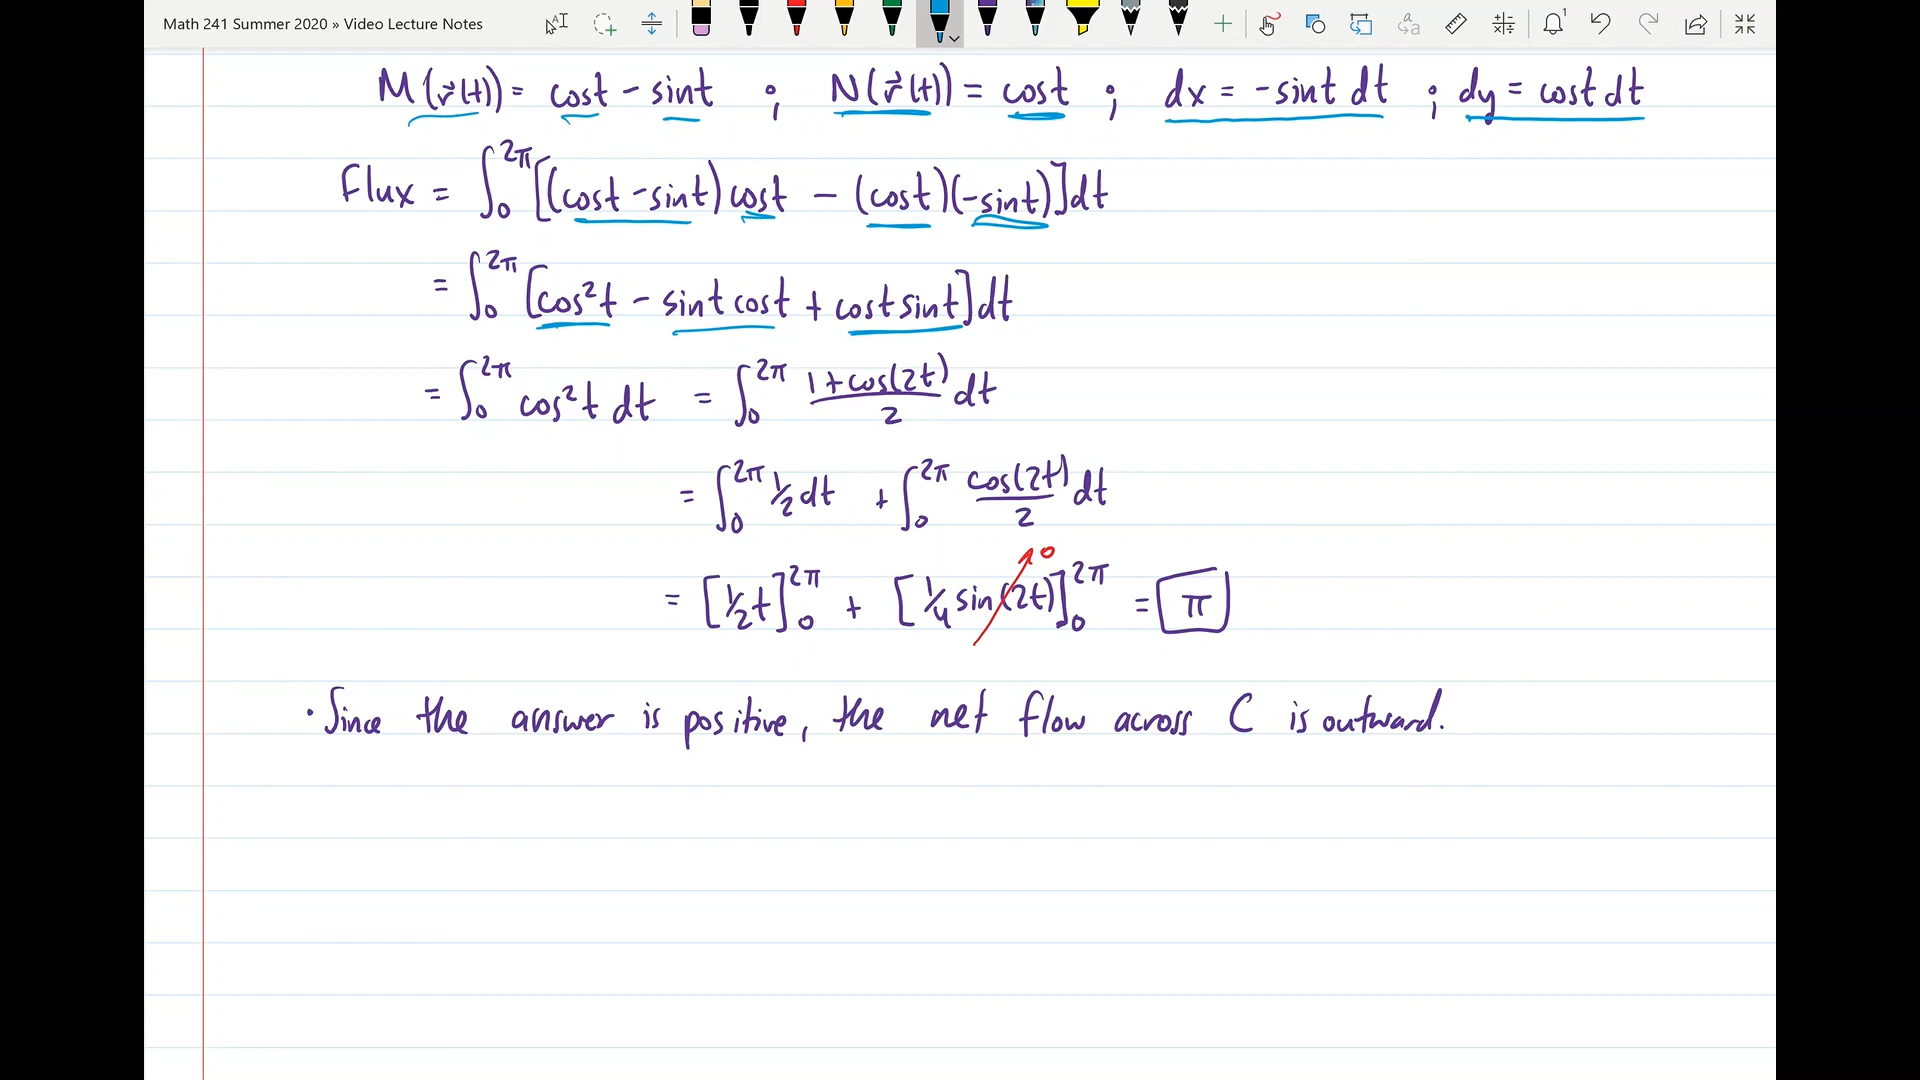 Math 241 Summer 2020 » Video Lecture Notes
M(r⃗(t)) = cost - sint ; N(r⃗(t)) = cost ; dx = -sint dt ; dy = cost dt
Flux = ∫₀^2π [(cost - sint) cost - (cost)(-sint)] dt
= ∫₀^2π [cos²t - sint cost + cost sint] dt
= ∫₀^2π cos²t dt = ∫₀^2π (1 + cos(2t))/2 dt
= ∫₀^2π 1/2 dt + ∫₀^2π cos(2t)/2 dt
= [1/2 t]₀^2π + [1/4 sin(2t)]₀^2π = π
0
· Since the answer is positive, the net flow across C is outward.